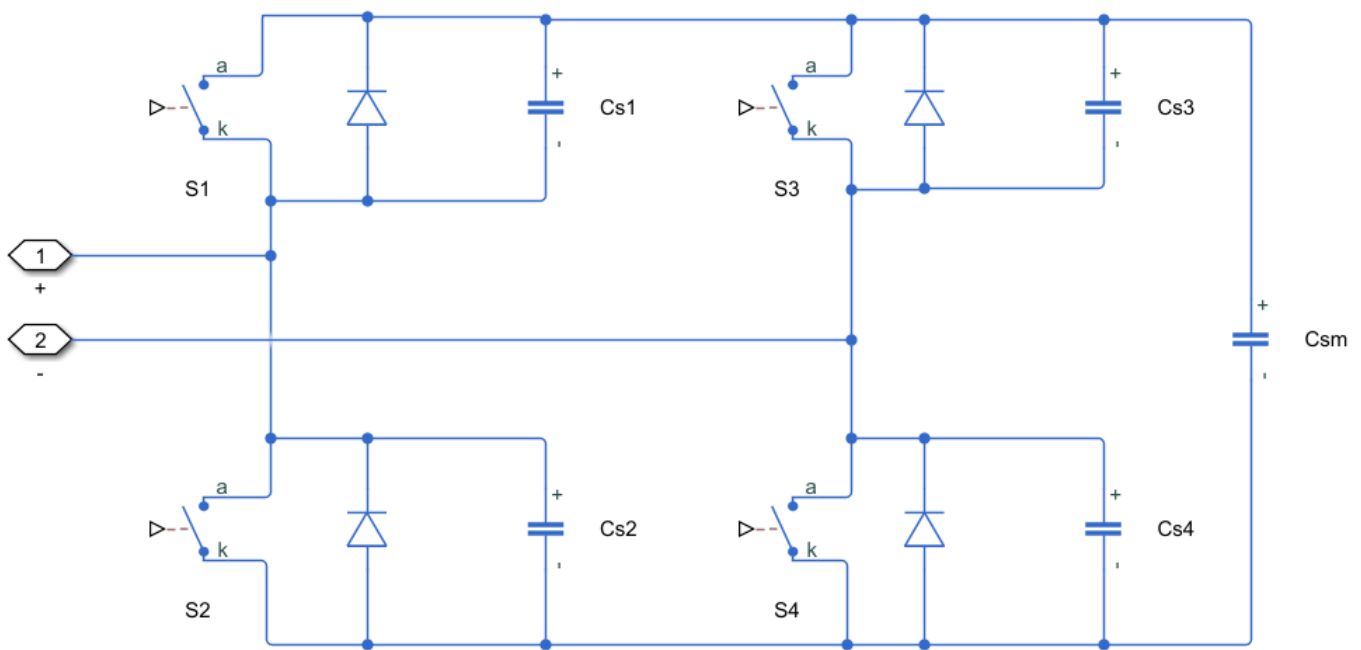 a
+
Cs1
k
-
S1
a
+
Cs3
k
-
S3
1
+
2
-
+
Csm
-
a
+
Cs2
k
-
S2
a
+
Cs4
k
-
S4